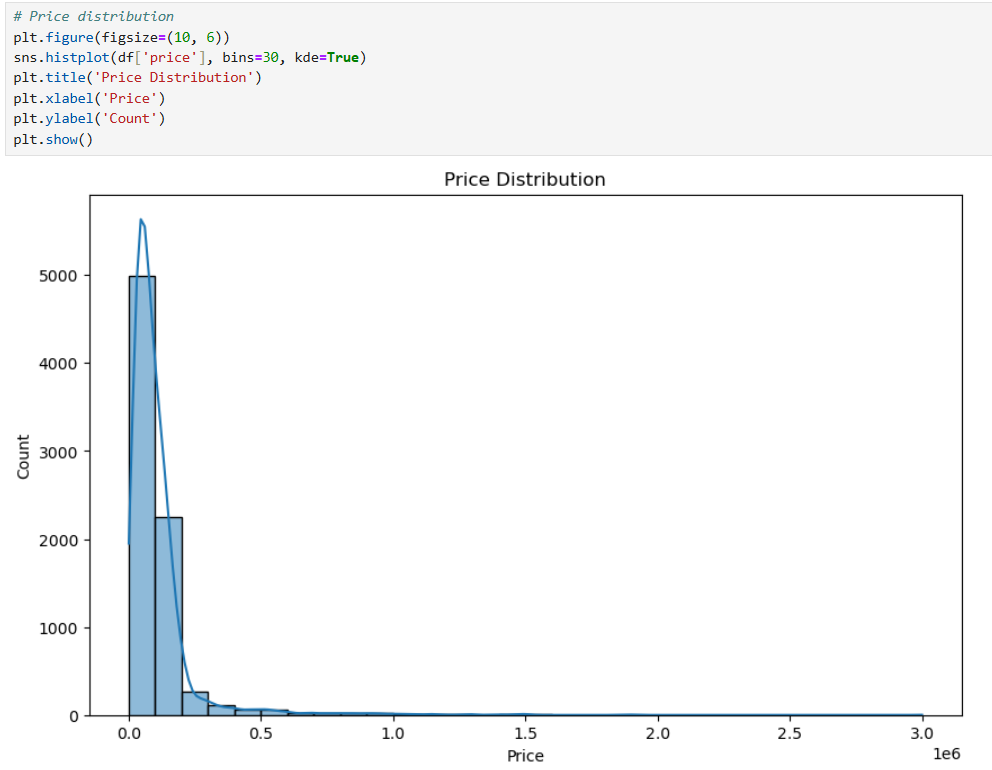 # Price distribution
plt.figure(figsize=(10, 6))
sns.histplot(df['price'], bins=30, kde=True)
plt.title('Price Distribution')
plt.xlabel('Price')
plt.ylabel('Count')
plt.show()
Price Distribution
5000
4000
3000
2000
1000
0
Count
0.0 0.5 1.0 1.5 2.0 2.5 3.0
1e6
Price